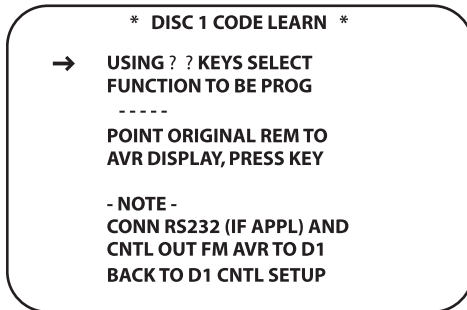 * DISC 1 CODE LEARN *
→ USING ? ? KEYS SELECT
FUNCTION TO BE PROG
- - - - -
POINT ORIGINAL REM TO
AVR DISPLAY, PRESS KEY
- NOTE -
CONN RS232 (IF APPL) AND
CNTL OUT FM AVR TO D1
BACK TO D1 CNTL SETUP